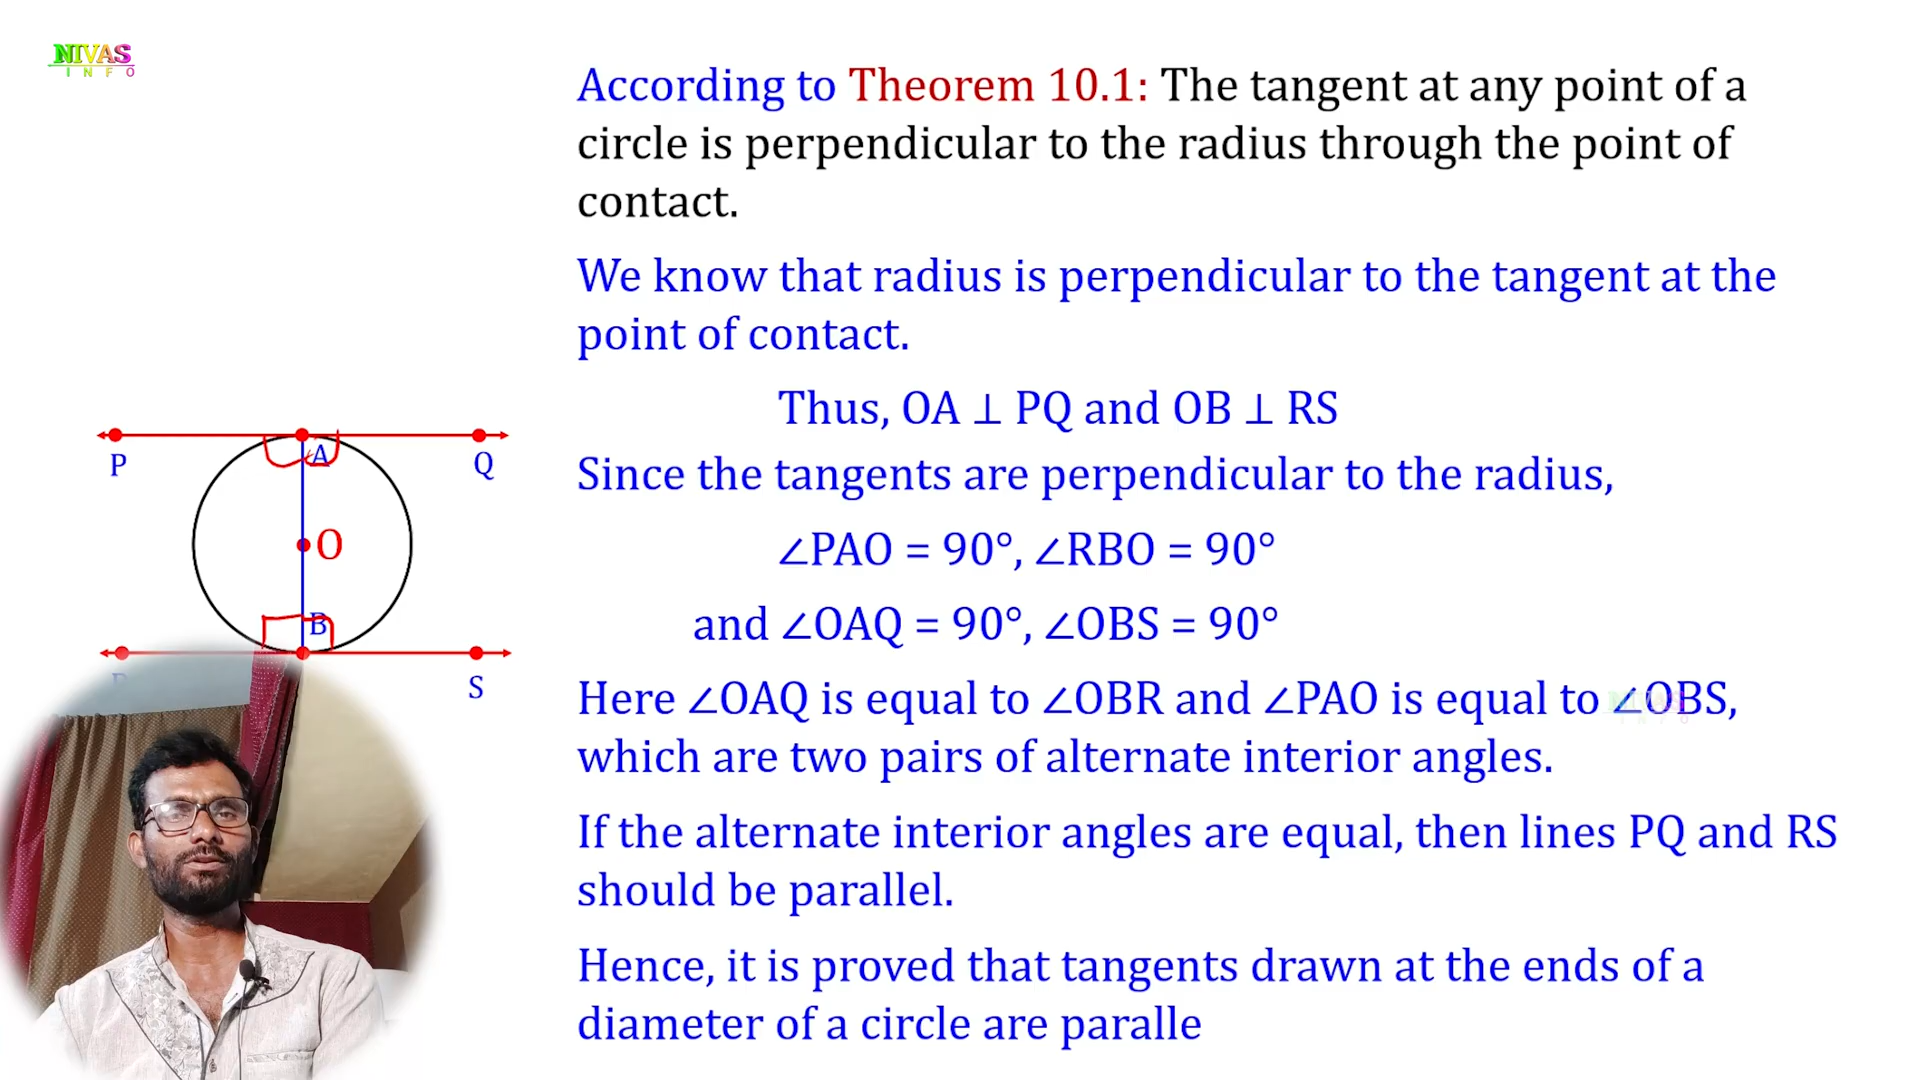 NIVAS
INFO
According to Theorem 10.1: The tangent at any point of a
circle is perpendicular to the radius through the point of
contact.
We know that radius is perpendicular to the tangent at the
point of contact.
Thus, OA ⊥ PQ and OB ⊥ RS
Since the tangents are perpendicular to the radius,
∠PAO = 90°, ∠RBO = 90°
and ∠OAQ = 90°, ∠OBS = 90°
Here ∠OAQ is equal to ∠OBR and ∠PAO is equal to ∠OBS,
which are two pairs of alternate interior angles.
If the alternate interior angles are equal, then lines PQ and RS
should be parallel.
Hence, it is proved that tangents drawn at the ends of a
diameter of a circle are paralle
P
A
Q
O
B
S
NIVAS
INFO